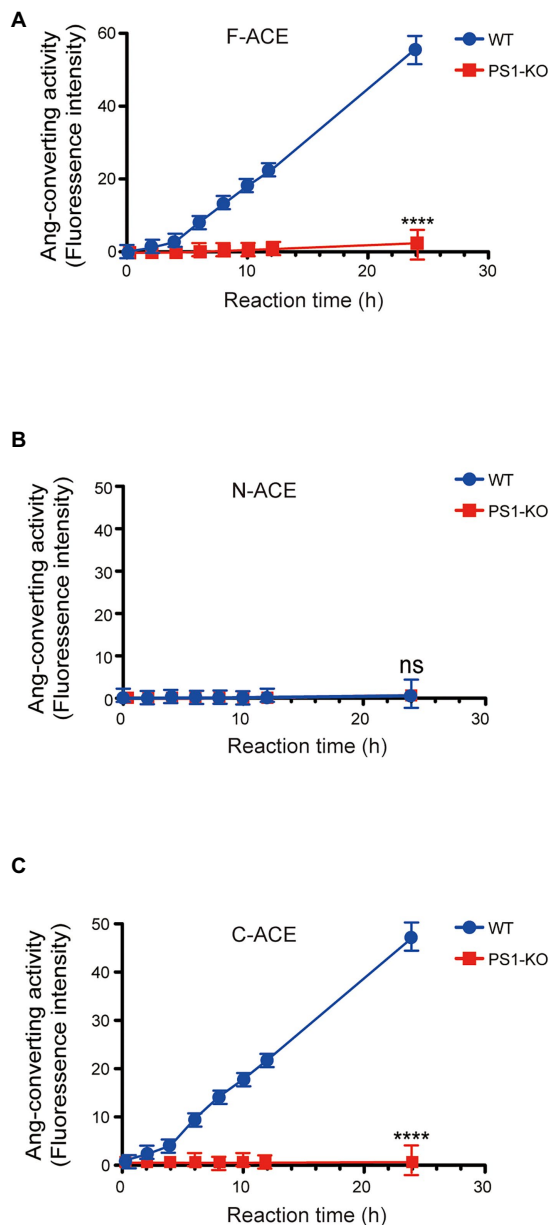 A
F-ACE
WT
PS1-KO
Ang-converting activity
(Fluoressence intensity)
60
40
20
0
****
0
10
20
30
Reaction time (h)
B
N-ACE
WT
PS1-KO
Ang-converting activity
(Fluoressence intensity)
50
40
30
20
10
0
ns
0
10
20
30
Reaction time (h)
C
C-ACE
WT
PS1-KO
Ang-converting activity
(Fluoressence intensity)
50
40
30
20
10
0
****
0
10
20
30
Reaction time (h)